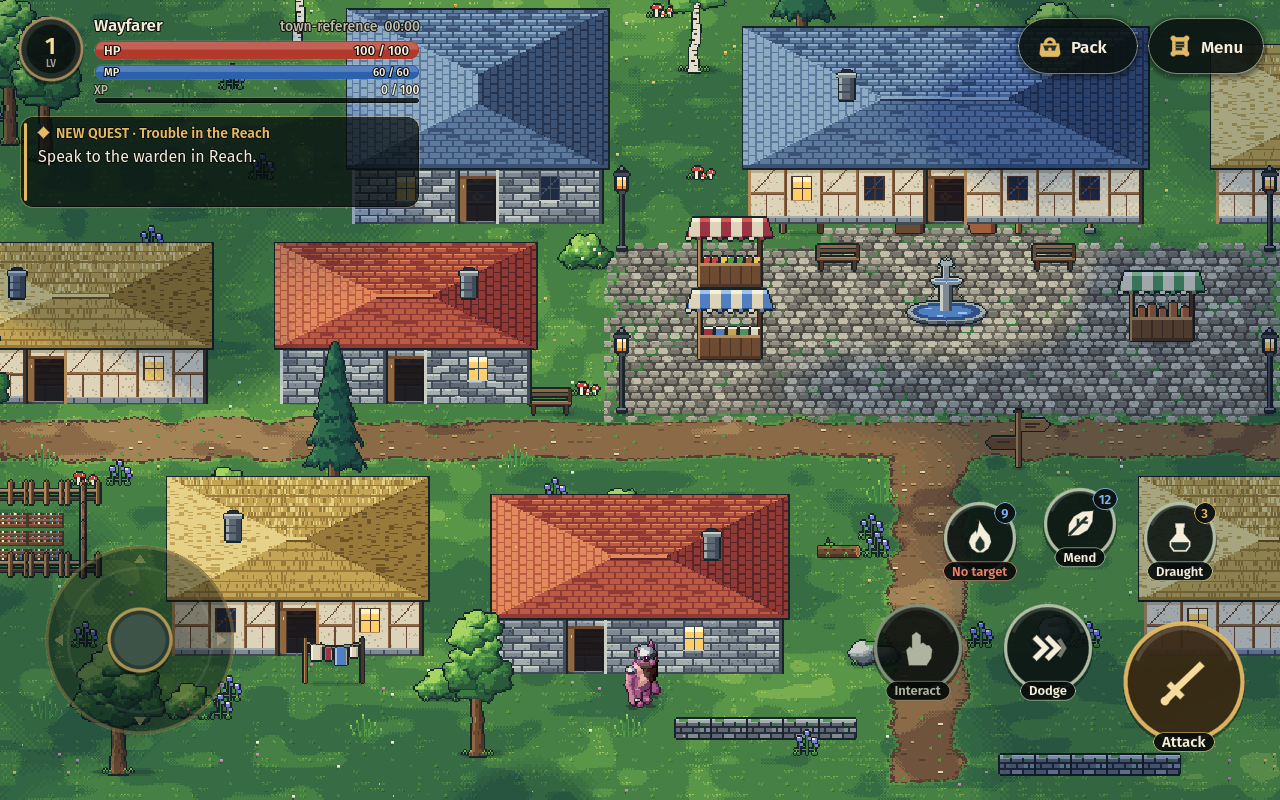 1
LV
Wayfarer
town-reference 00:00
HP 100 / 100
MP 60 / 60
XP 0 / 100
NEW QUEST · Trouble in the Reach
Speak to the warden in Reach.
Pack
Menu
9
No target
12
Mend
3
Draught
Interact
Dodge
Attack